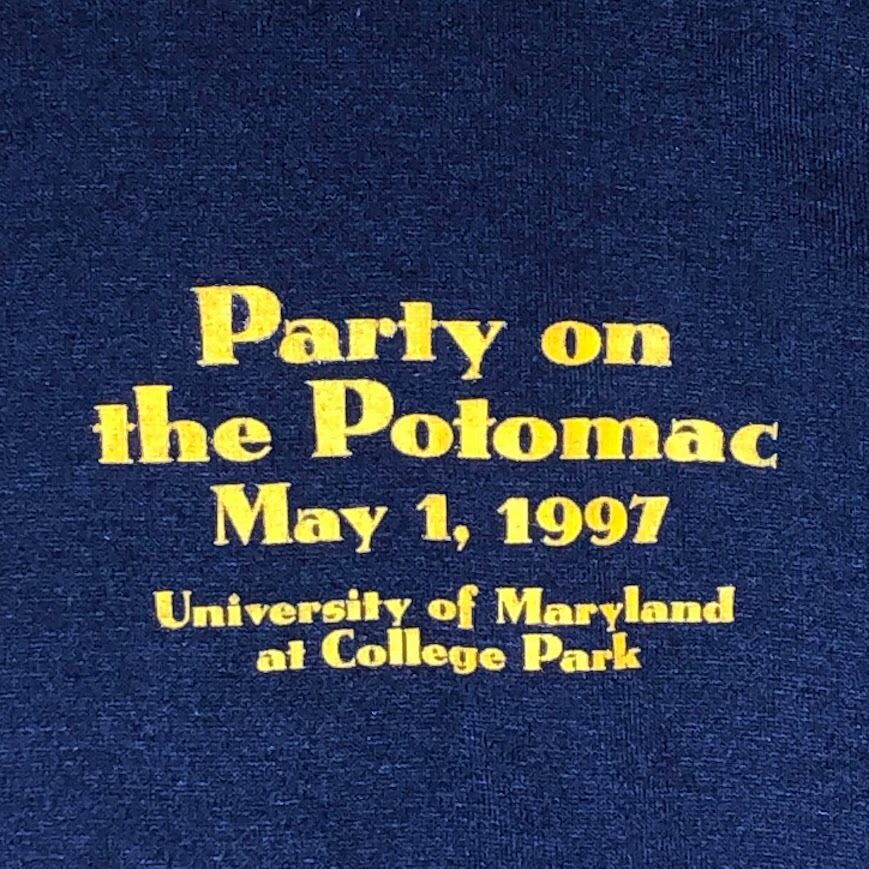 Party on
the Potomac
May 1, 1997
University of Maryland
at College Park